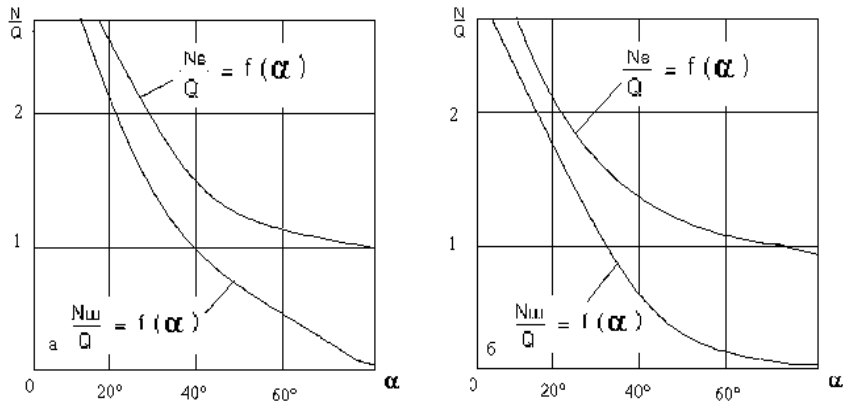 N/Q
2
1
0
20° 40° 60° α
Nв/Q = f(α)
а Nш/Q = f(α)
N/Q
2
1
0
20° 40° 60° α
Nв/Q = f(α)
б Nш/Q = f(α)